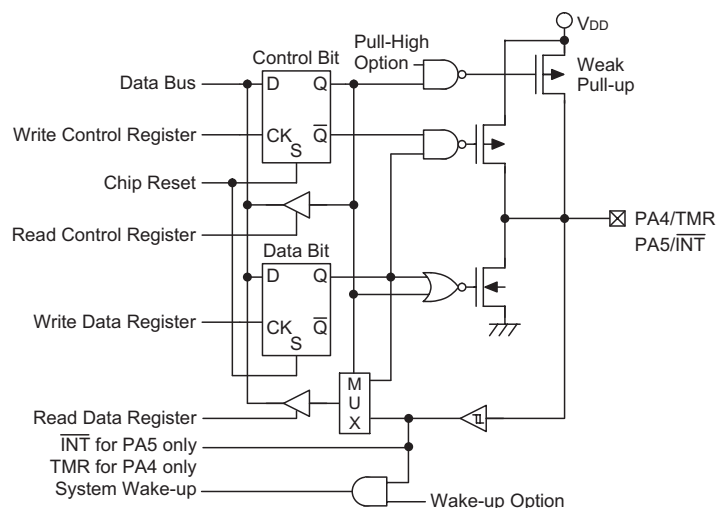 VDD
Control Bit
Pull-High
Option
Weak
Pull-up
Data Bus
D
Q
Write Control Register
CK
Q̅
S
Chip Reset
PA4/TMR
PA5/I̅N̅T̅
Read Control Register
Data Bit
D
Q
Write Data Register
CK
Q̅
S
M
U
X
Read Data Register
I̅N̅T̅ for PA5 only
TMR for PA4 only
System Wake-up
Wake-up Option